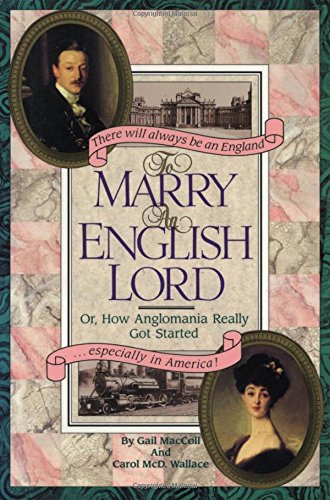 There will always be an England
To
MARRY
An
ENGLISH
LORD
Or, How Anglomania Really
Got Started
...especially in America!
By Gail MacColl
And
Carol McD. Wallace